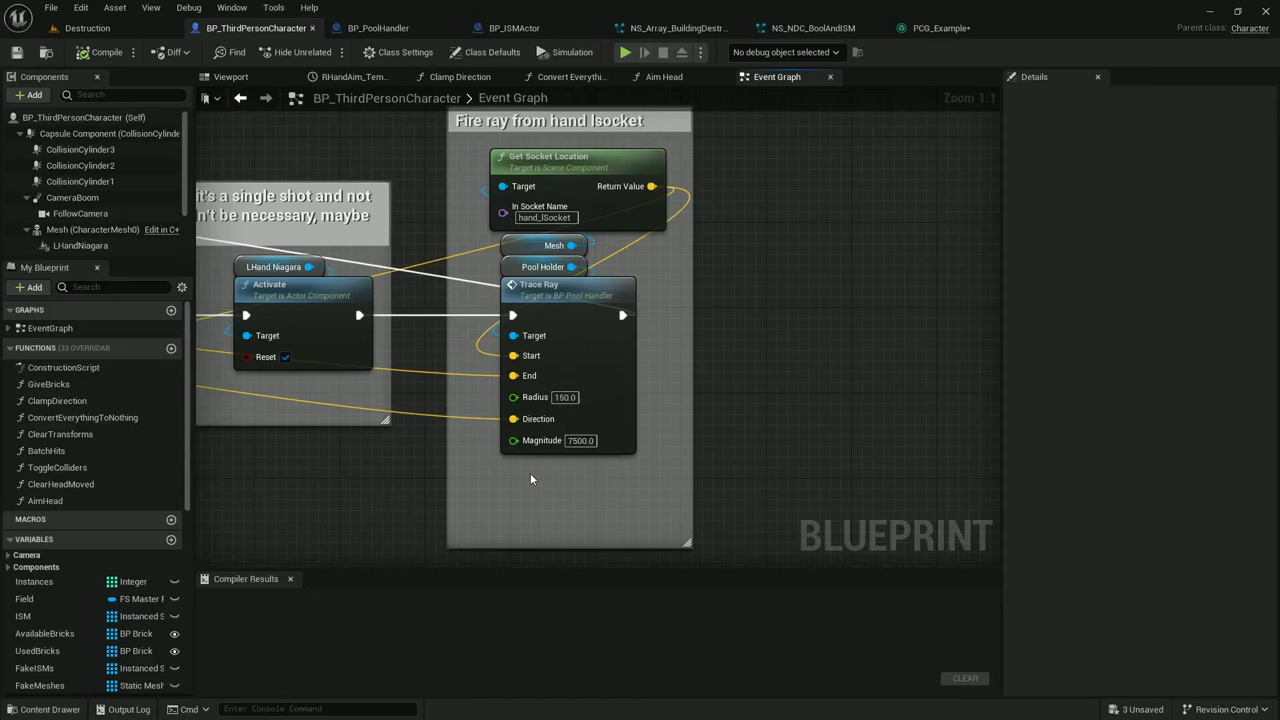 File Edit Asset View Debug Window Tools Help
Destruction
BP_ThirdPersonCharacter
BP_PoolHandler
BP_ISMActor
NS_Array_BuildingDestr...
NS_NDC_BoolAndISM
PCG_Example*
Parent class: Character
Compile
Diff
Find
Hide Unrelated
Class Settings
Class Defaults
Simulation
No debug object selected
Components
Viewport
RHandAim_Tem...
Clamp Direction
Convert Everythi...
Aim Head
Event Graph
Details
+ Add
Search
BP_ThirdPersonCharacter > Event Graph
Zoom 1:1
BP_ThirdPersonCharacter (Self)
Capsule Component (CollisionCylinde
CollisionCylinder3
CollisionCylinder2
CollisionCylinder1
CameraBoom
FollowCamera
Mesh (CharacterMesh0) Edit in C+
LHandNiagara
My Blueprint
+ Add
Search
GRAPHS
EventGraph
FUNCTIONS (33 OVERRIDAB
ConstructionScript
GiveBricks
ClampDirection
ConvertEverythingToNothing
ClearTransforms
BatchHits
ToggleColliders
ClearHeadMoved
AimHead
MACROS
VARIABLES
Camera
Components
Instances Integer
Field FS Master F
ISM Instanced S
AvailableBricks BP Brick
UsedBricks BP Brick
FakeISMs Instanced S
FakeMeshes Static Mesh
it's a single shot and not
n't be necessary, maybe
LHand Niagara
Activate
Target is Actor Component
Target
Reset
Fire ray from hand lsocket
Get Socket Location
Target is Scene Component
Target Return Value
In Socket Name
hand_lSocket
Mesh
Pool Holder
Trace Ray
Target is BP Pool Handler
Target
Start
End
Radius 150.0
Direction
Magnitude 7500.0
BLUEPRINT
Compiler Results
CLEAR
Content Drawer
Output Log
Cmd
Enter Console Command
3 Unsaved
Revision Control